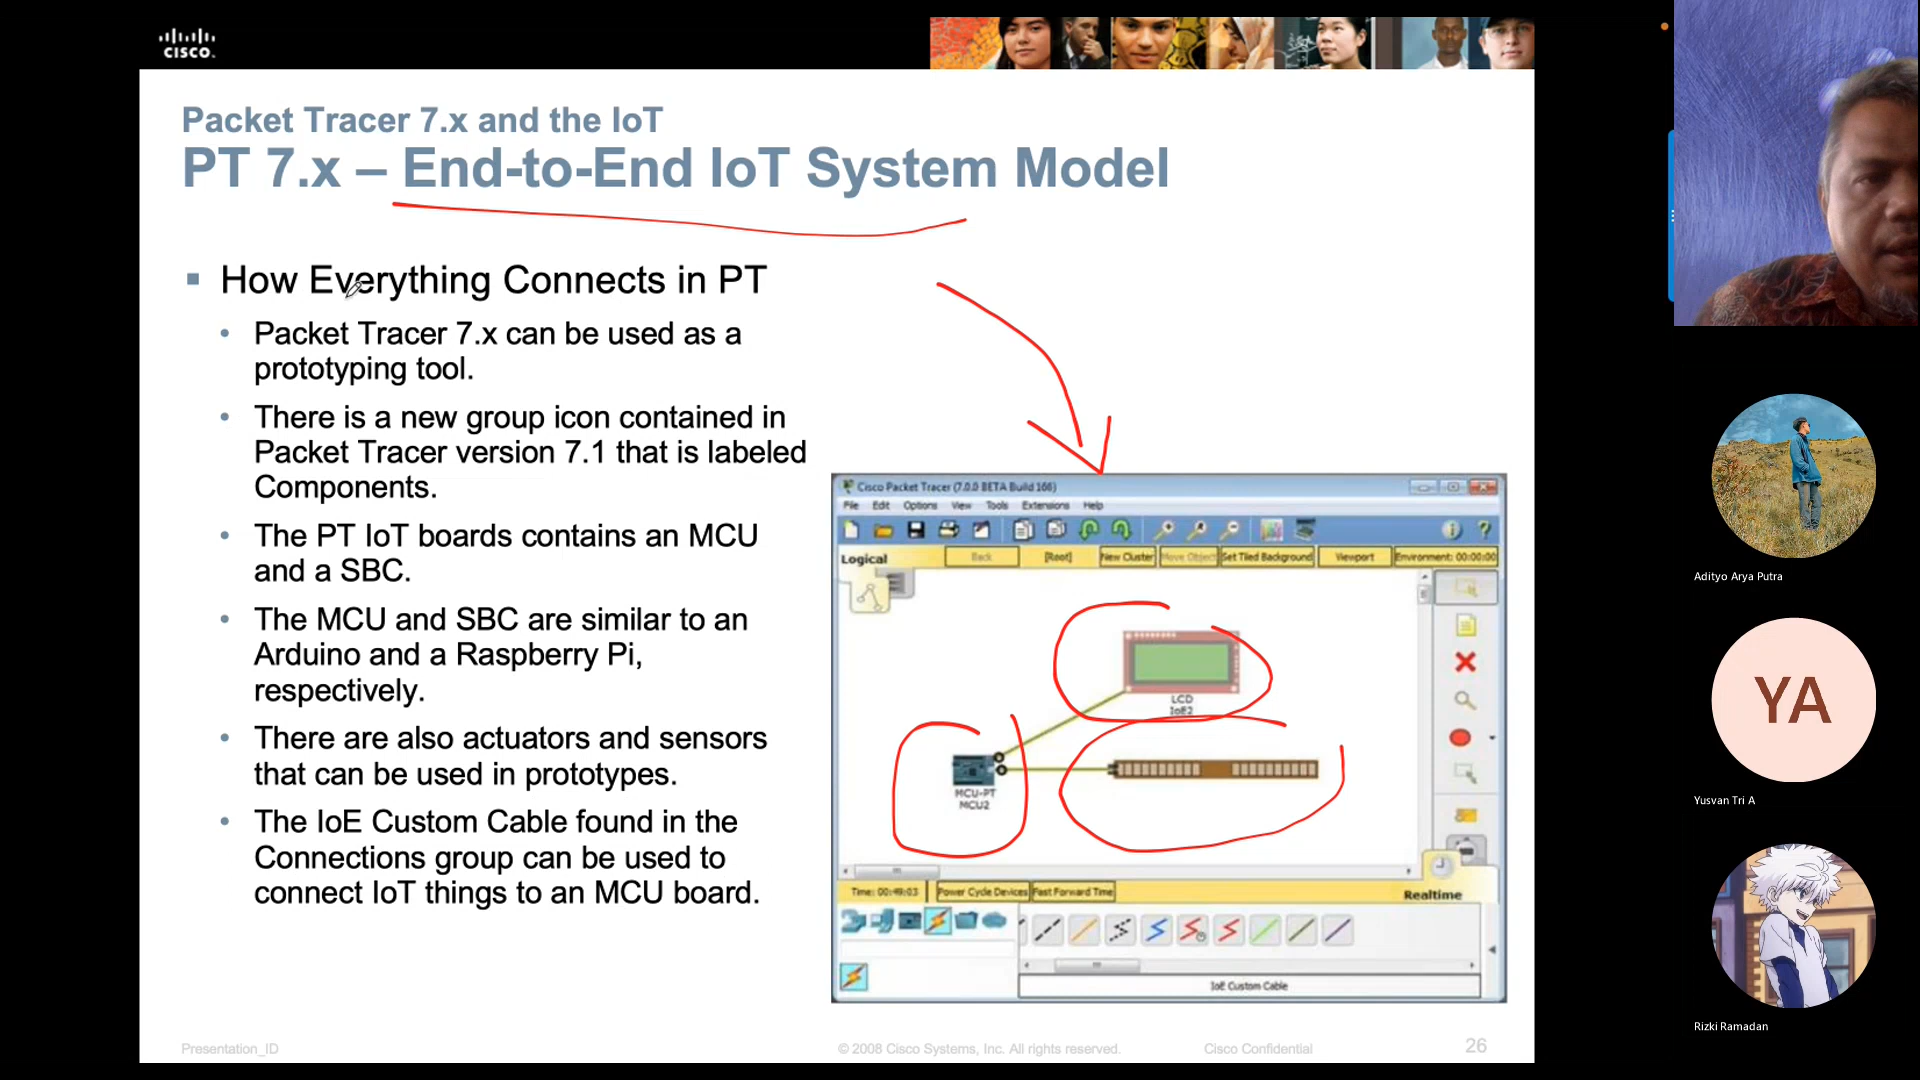 CISCO
Packet Tracer 7.x and the IoT
PT 7.x – End-to-End IoT System Model
How Everything Connects in PT
Packet Tracer 7.x can be used as a
prototyping tool.
There is a new group icon contained in
Packet Tracer version 7.1 that is labeled
Components.
The PT IoT boards contains an MCU
and a SBC.
The MCU and SBC are similar to an
Arduino and a Raspberry Pi,
respectively.
There are also actuators and sensors
that can be used in prototypes.
The IoE Custom Cable found in the
Connections group can be used to
connect IoT things to an MCU board.
Cisco Packet Tracer (7.0.0 BETA Build 166)
File Edit Options View Tools Extensions Help
Logical Back [Root] New Cluster Move Object Set Tiled Background Viewport Environment: 00:00:00
LCD
IoE2
MCU-PT
MCU2
Time: 00:49:03 Power Cycle Devices Fast Forward Time Realtime
IoE Custom Cable
Presentation_ID © 2008 Cisco Systems, Inc. All rights reserved. Cisco Confidential 26
Adityo Arya Putra
YA
Yusvan Tri A
Rizki Ramadan